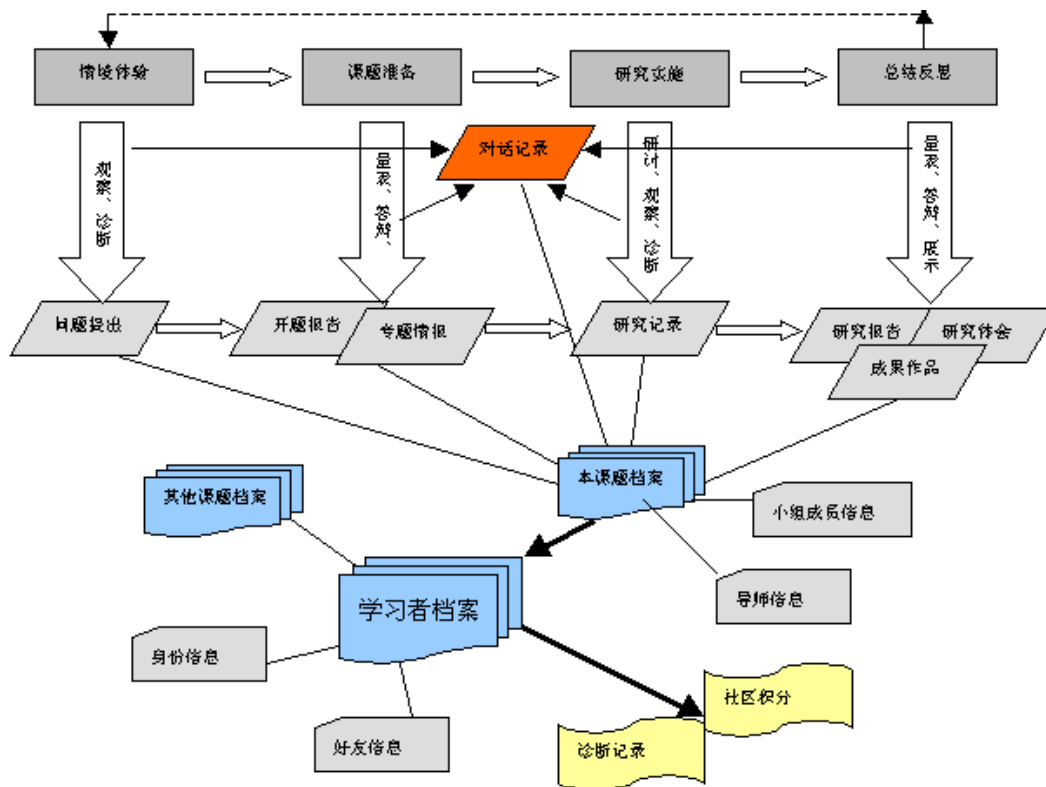 情境体验
课题准备
研究实施
总结反思
对话记录
观察、诊断
量表、答辩、
研讨、观察、诊断
量表、答辩、展示
问题提出
开题报告
专题情报
研究记录
研究报告
研究体会
成果作品
其他课题档案
本课题档案
小组成员信息
导师信息
学习者档案
身份信息
好友信息
社区积分
诊断记录